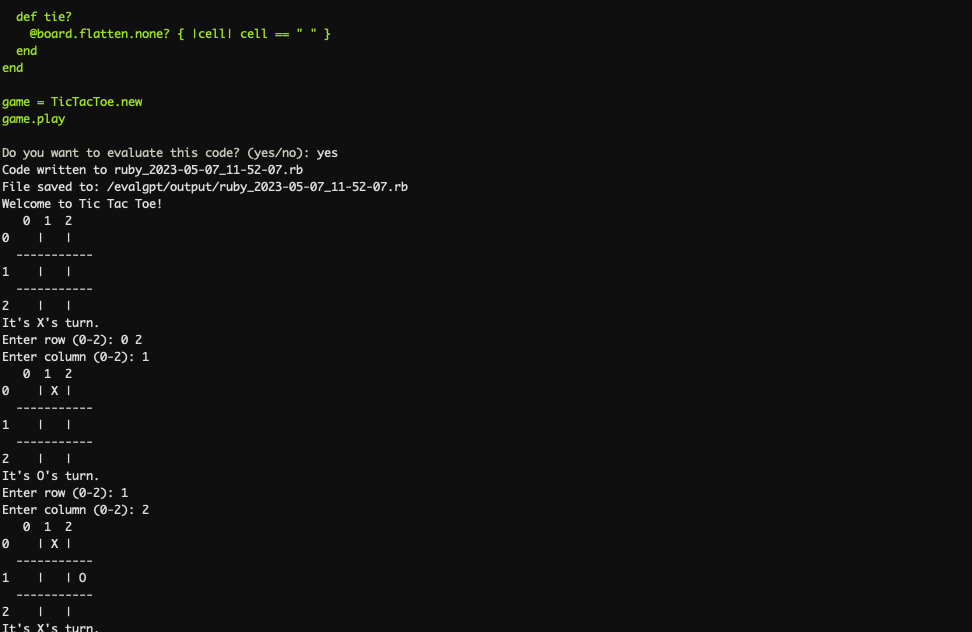 def tie?
    @board.flatten.none? { |cell| cell == " " }
  end
end

game = TicTacToe.new
game.play

Do you want to evaluate this code? (yes/no): yes
Code written to ruby_2023-05-07_11-52-07.rb
File saved to: /evalgpt/output/ruby_2023-05-07_11-52-07.rb
Welcome to Tic Tac Toe!
   0  1  2
0    |   |
  -----------
1    |   |
  -----------
2    |   |
It's X's turn.
Enter row (0-2): 0 2
Enter column (0-2): 1
   0  1  2
0    | X |
  -----------
1    |   |
  -----------
2    |   |
It's O's turn.
Enter row (0-2): 1
Enter column (0-2): 2
   0  1  2
0    | X |
  -----------
1    |   | O
  -----------
2    |   |
It's X's turn.